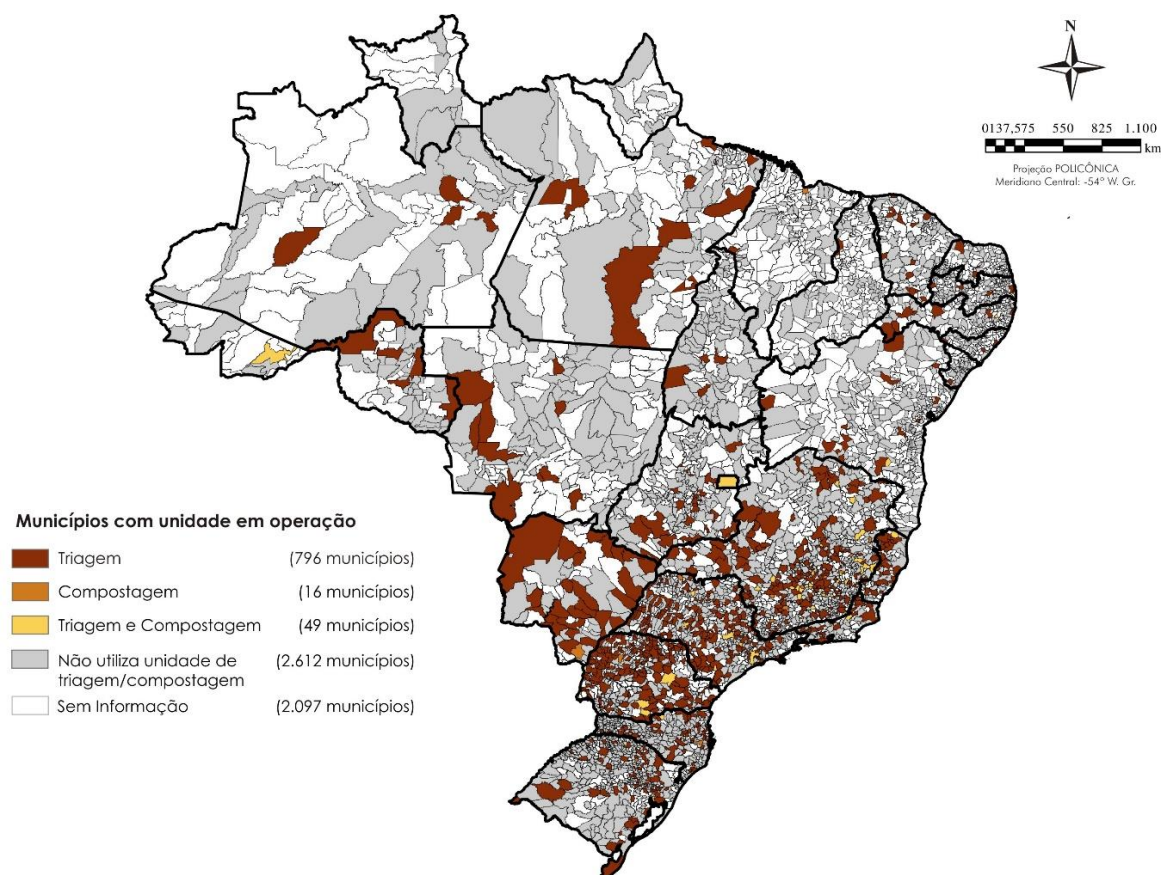 N
0137,575 550 825 1.100
km
Projeção POLICÔNICA
Meridiano Central: -54º W. Gr.
Municípios com unidade em operação
Triagem (796 municípios)
Compostagem (16 municípios)
Triagem e Compostagem (49 municípios)
Não utiliza unidade de (2.612 municípios)
triagem/compostagem
Sem Informação (2.097 municípios)